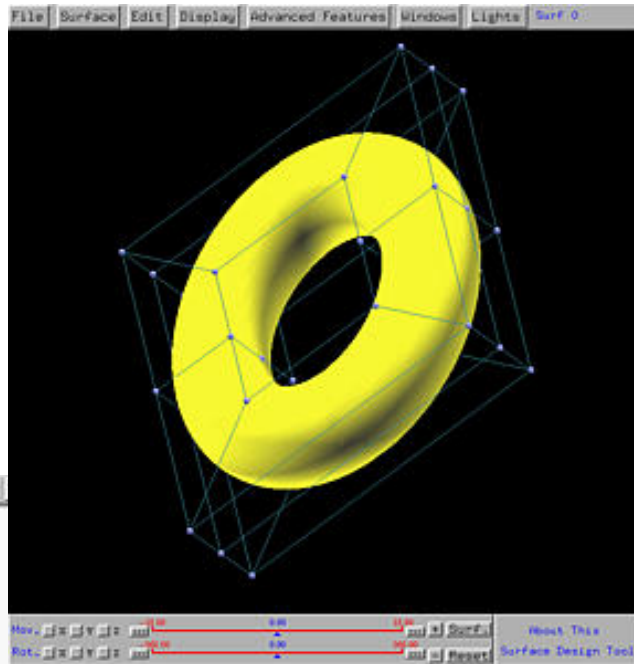 File Surface Edit Display Advanced Features Windows Lights Surf 0
Mov. X Y Z 0.00 + Surf.
About This
Rot. X Y Z 0.00 - Reset
Surface Design Tool